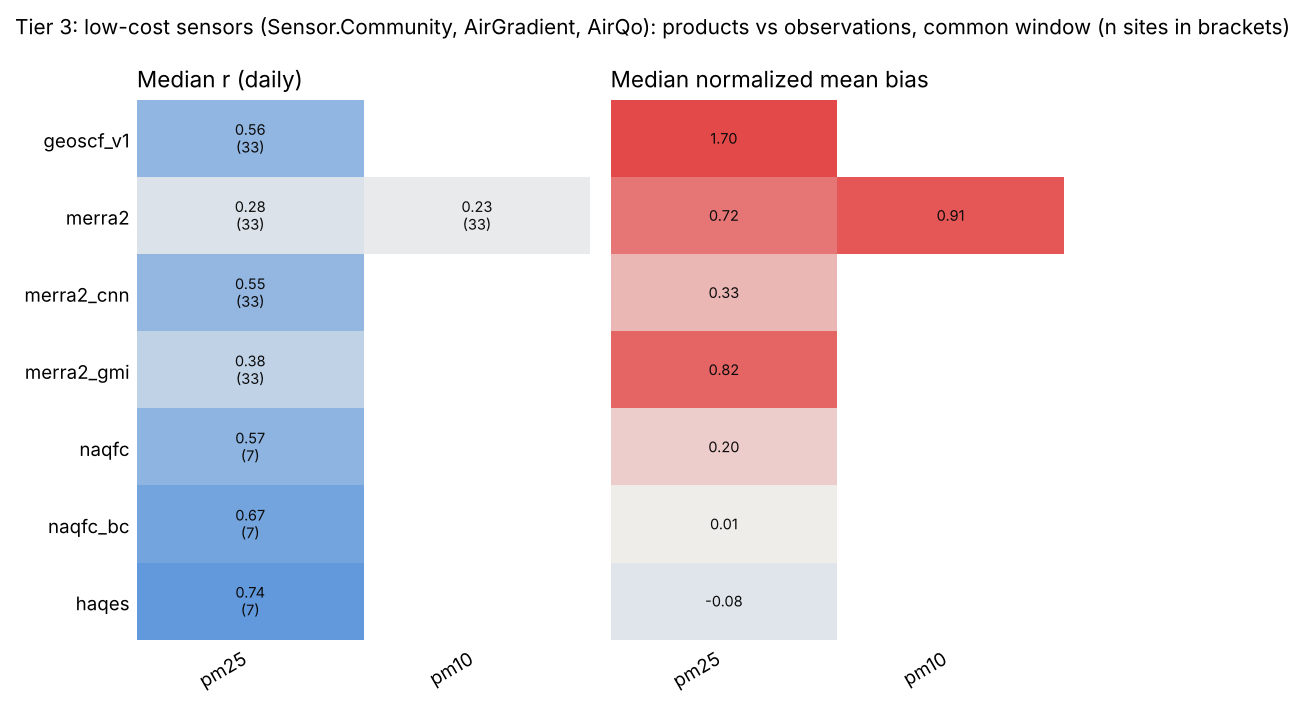 Tier 3: low-cost sensors (Sensor.Community, AirGradient, AirQo): products vs observations, common window (n sites in brackets)
Median r (daily)
Median normalized mean bias
geoscf_v1
0.56
(33)
1.70
merra2
0.28
(33)
0.23
(33)
0.72
0.91
merra2_cnn
0.55
(33)
0.33
merra2_gmi
0.38
(33)
0.82
naqfc
0.57
(7)
0.20
naqfc_bc
0.67
(7)
0.01
haqes
0.74
(7)
-0.08
pm25
pm10
pm25
pm10